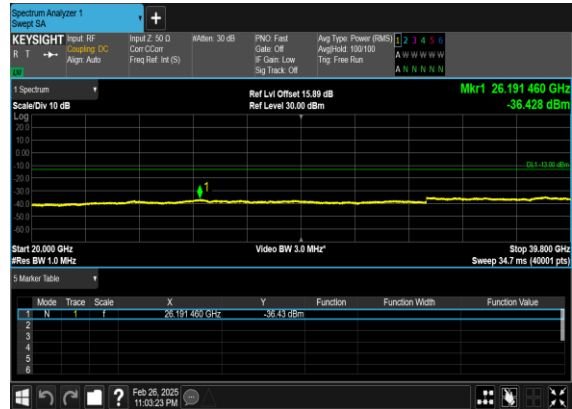 Spectrum Analyzer 1
Swept SA
+
KEYSIGHT Input: RF Input Z: 50 Ω #Atten: 30 dB PNO: Fast Avg Type: Power (RMS) 1 2 3 4 5 6
R T Coupling: DC Corr CCorr Gate: Off Avg|Hold: 100/100 A W W W W W
Align: Auto Freq Ref: Int (S) IF Gain: Low Trig: Free Run
Sig Track: Off A N N N N N
1 Spectrum Ref Lvl Offset 15.89 dB Mkr1 26.191 460 GHz
Scale/Div 10 dB Ref Level 30.00 dBm -36.428 dBm
Log
20.0
10.0
0.00
-10.0 DL1 -13.00 dBm
-20.0
-30.0 1
-40.0
-50.0
-60.0
Start 20.000 GHz Video BW 3.0 MHz* Stop 39.800 GHz
#Res BW 1.0 MHz Sweep 34.7 ms (40001 pts)
5 Marker Table
Mode Trace Scale X Y Function Function Width Function Value
1 N 1 f 26.191 460 GHz -36.43 dBm
2
3
4
5
6
? Feb 26, 2025
11:03:23 PM